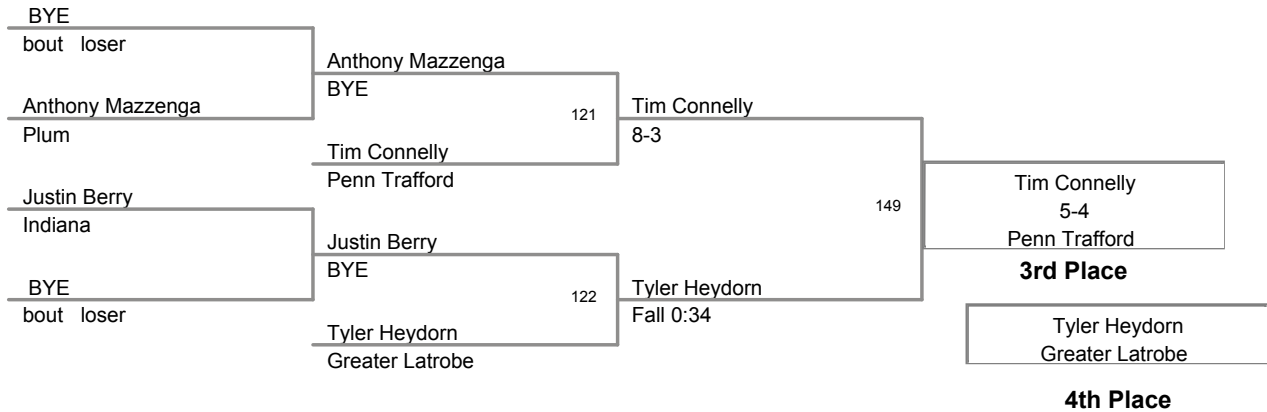 BYE
bout loser
Anthony Mazzenga
BYE
Anthony Mazzenga
Plum
121
Tim Connelly
8-3
Tim Connelly
Penn Trafford
Justin Berry
Indiana
149
Tim Connelly
5-4
Penn Trafford
3rd Place
Justin Berry
BYE
BYE
bout loser
122
Tyler Heydorn
Fall 0:34
Tyler Heydorn
Greater Latrobe
Tyler Heydorn
Greater Latrobe
4th Place